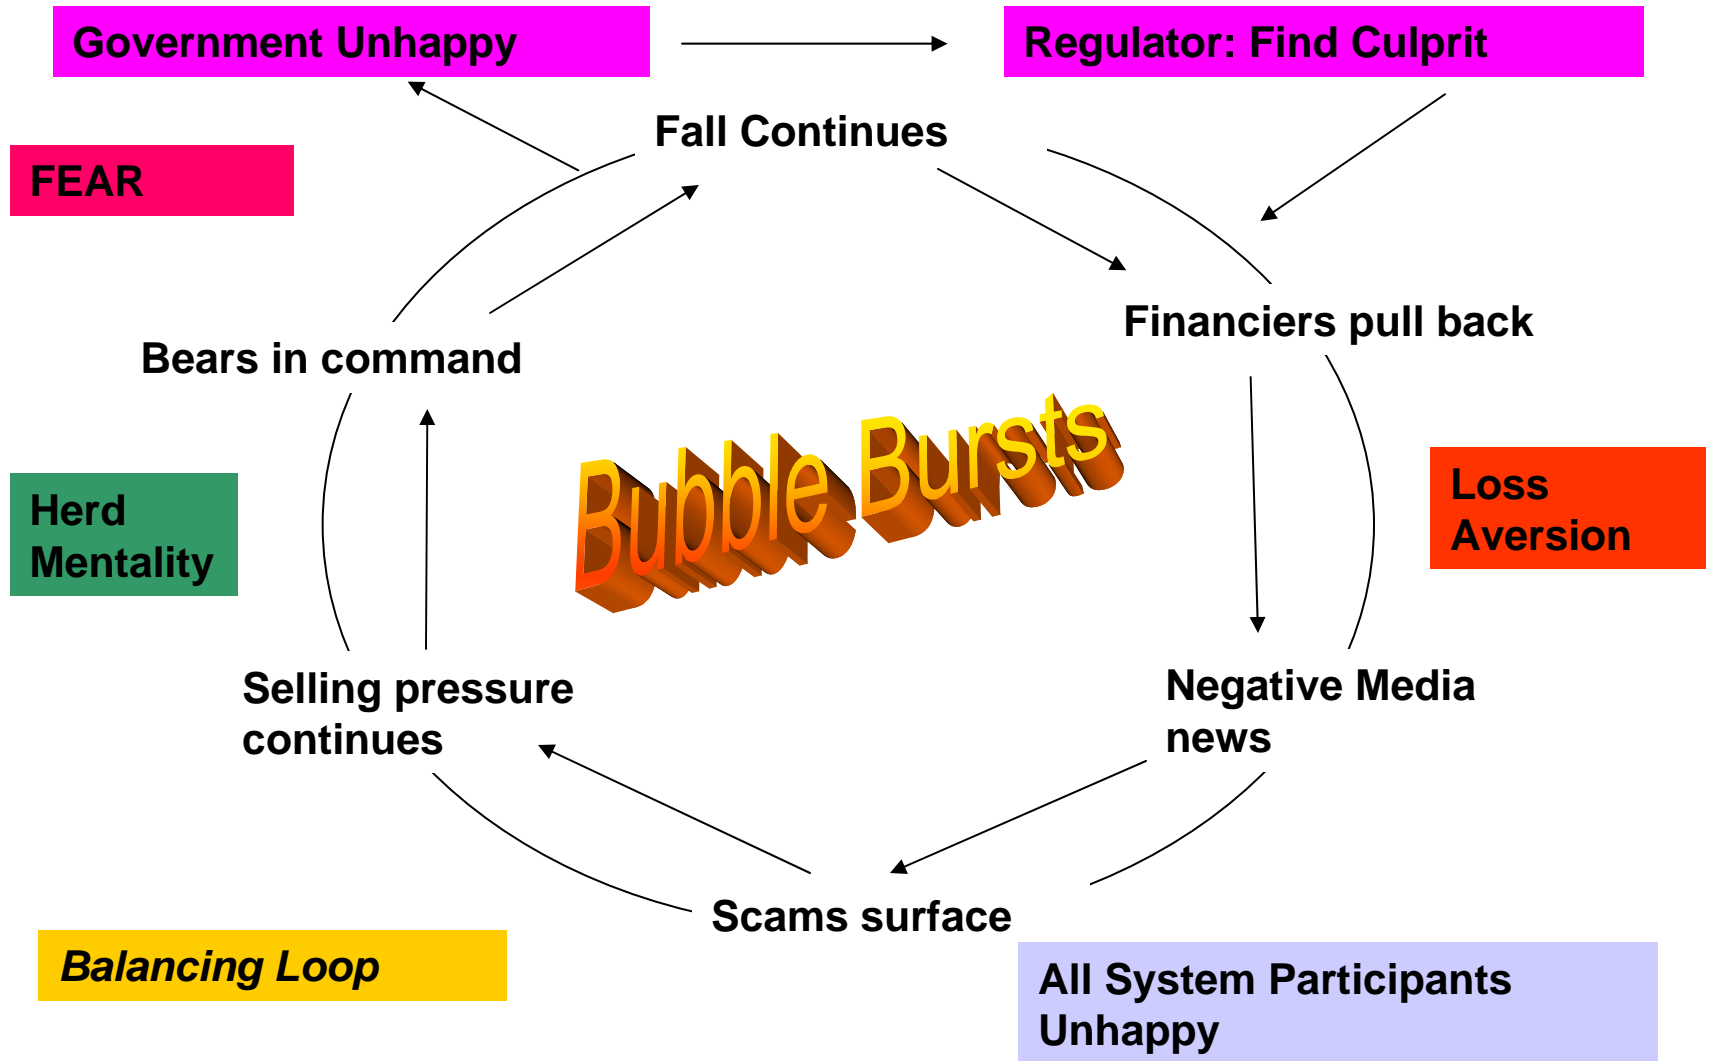 Government Unhappy
Regulator: Find Culprit
Fall Continues
FEAR
Financiers pull back
Bears in command
Bubble Bursts
Herd
Mentality
Loss
Aversion
Selling pressure
continues
Negative Media
news
Scams surface
Balancing Loop
All System Participants
Unhappy